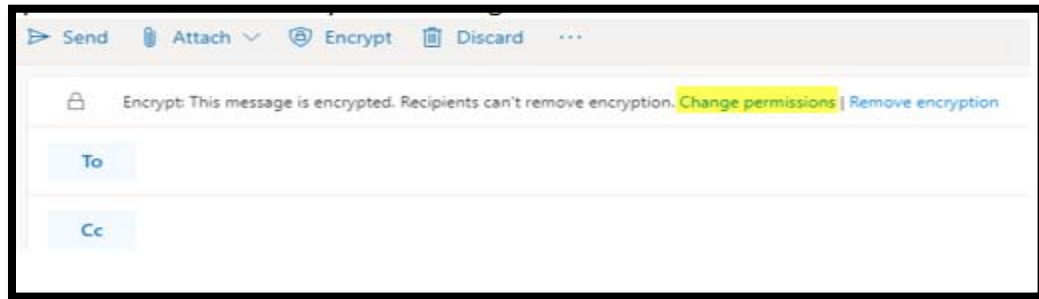 Send Attach Encrypt Discard ...
Encrypt: This message is encrypted. Recipients can't remove encryption. Change permissions | Remove encryption
To
Cc